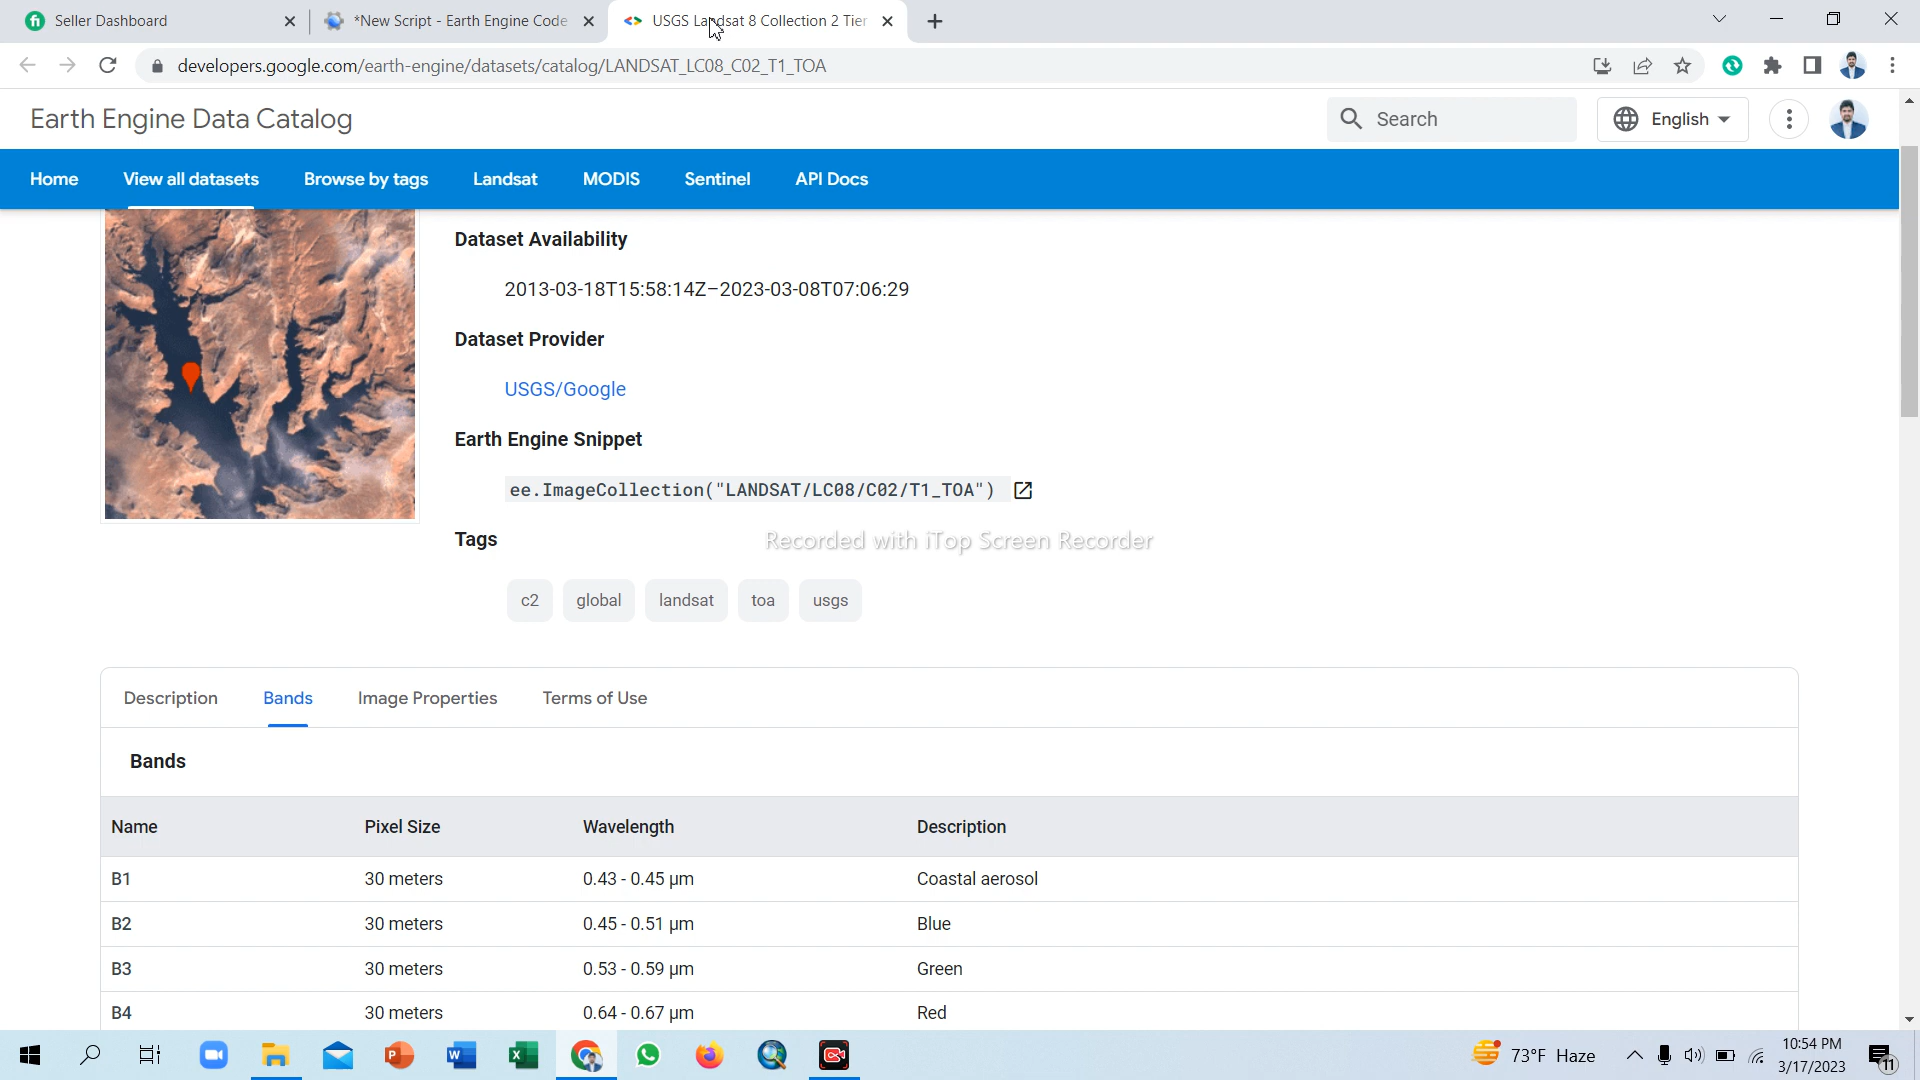 Seller Dashboard
*New Script - Earth Engine Code
USGS Landsat 8 Collection 2 Tier
developers.google.com/earth-engine/datasets/catalog/LANDSAT_LC08_C02_T1_TOA
Earth Engine Data Catalog
Search
English
Home View all datasets Browse by tags Landsat MODIS Sentinel API Docs
Dataset Availability
2013-03-18T15:58:14Z–2023-03-08T07:06:29
Dataset Provider
USGS/Google
Earth Engine Snippet
ee.ImageCollection("LANDSAT/LC08/C02/T1_TOA")
Tags
Recorded with iTop Screen Recorder
c2 global landsat toa usgs
Description Bands Image Properties Terms of Use
Bands
Name Pixel Size Wavelength Description
B1 30 meters 0.43 - 0.45 µm Coastal aerosol
B2 30 meters 0.45 - 0.51 µm Blue
B3 30 meters 0.53 - 0.59 µm Green
B4 30 meters 0.64 - 0.67 µm Red
73°F Haze
10:54 PM
3/17/2023
11